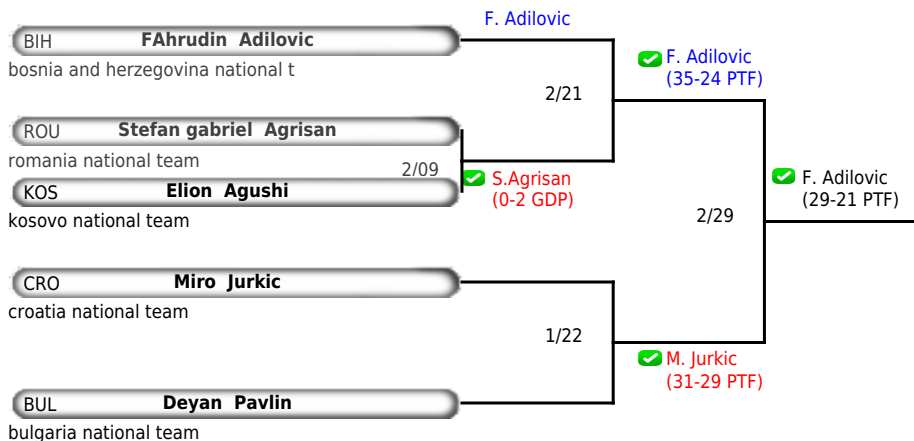 F. Adilovic
BIH FAhrudin Adilovic
bosnia and herzegovina national t
F. Adilovic
(35-24 PTF)
2/21
ROU Stefan gabriel Agrisan
romania national team
2/09
S.Agrisan
(0-2 GDP)
KOS Elion Agushi
kosovo national team
F. Adilovic
(29-21 PTF)
2/29
CRO Miro Jurkic
croatia national team
1/22
M. Jurkic
(31-29 PTF)
BUL Deyan Pavlin
bulgaria national team